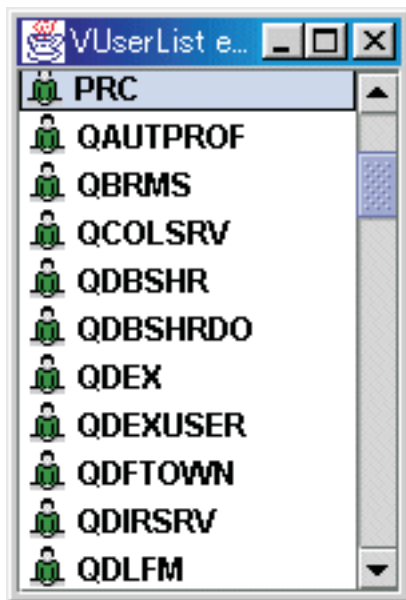 VUserList e...
PRC
QAUTPROF
QBRMS
QCOLSRV
QDBSHR
QDBSHRDO
QDEX
QDEXUSER
QDFTOWN
QDIRSRV
QDLFM